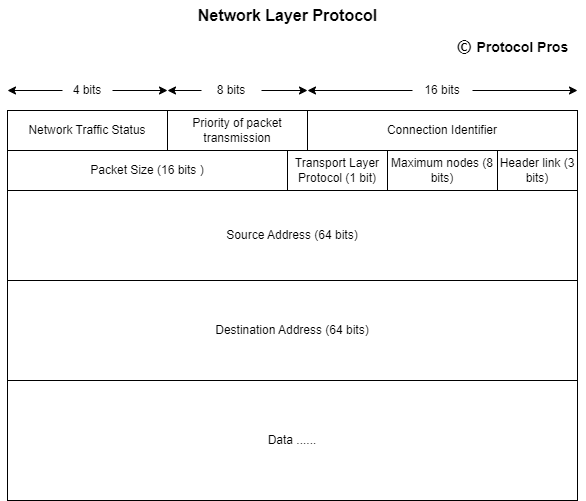 Network Layer Protocol
© Protocol Pros
4 bits 8 bits 16 bits
Network Traffic Status
Priority of packet
transmission
Connection Identifier
Packet Size (16 bits )
Transport Layer
Protocol (1 bit)
Maximum nodes (8
bits)
Header link (3
bits)
Source Address (64 bits)
Destination Address (64 bits)
Data ......